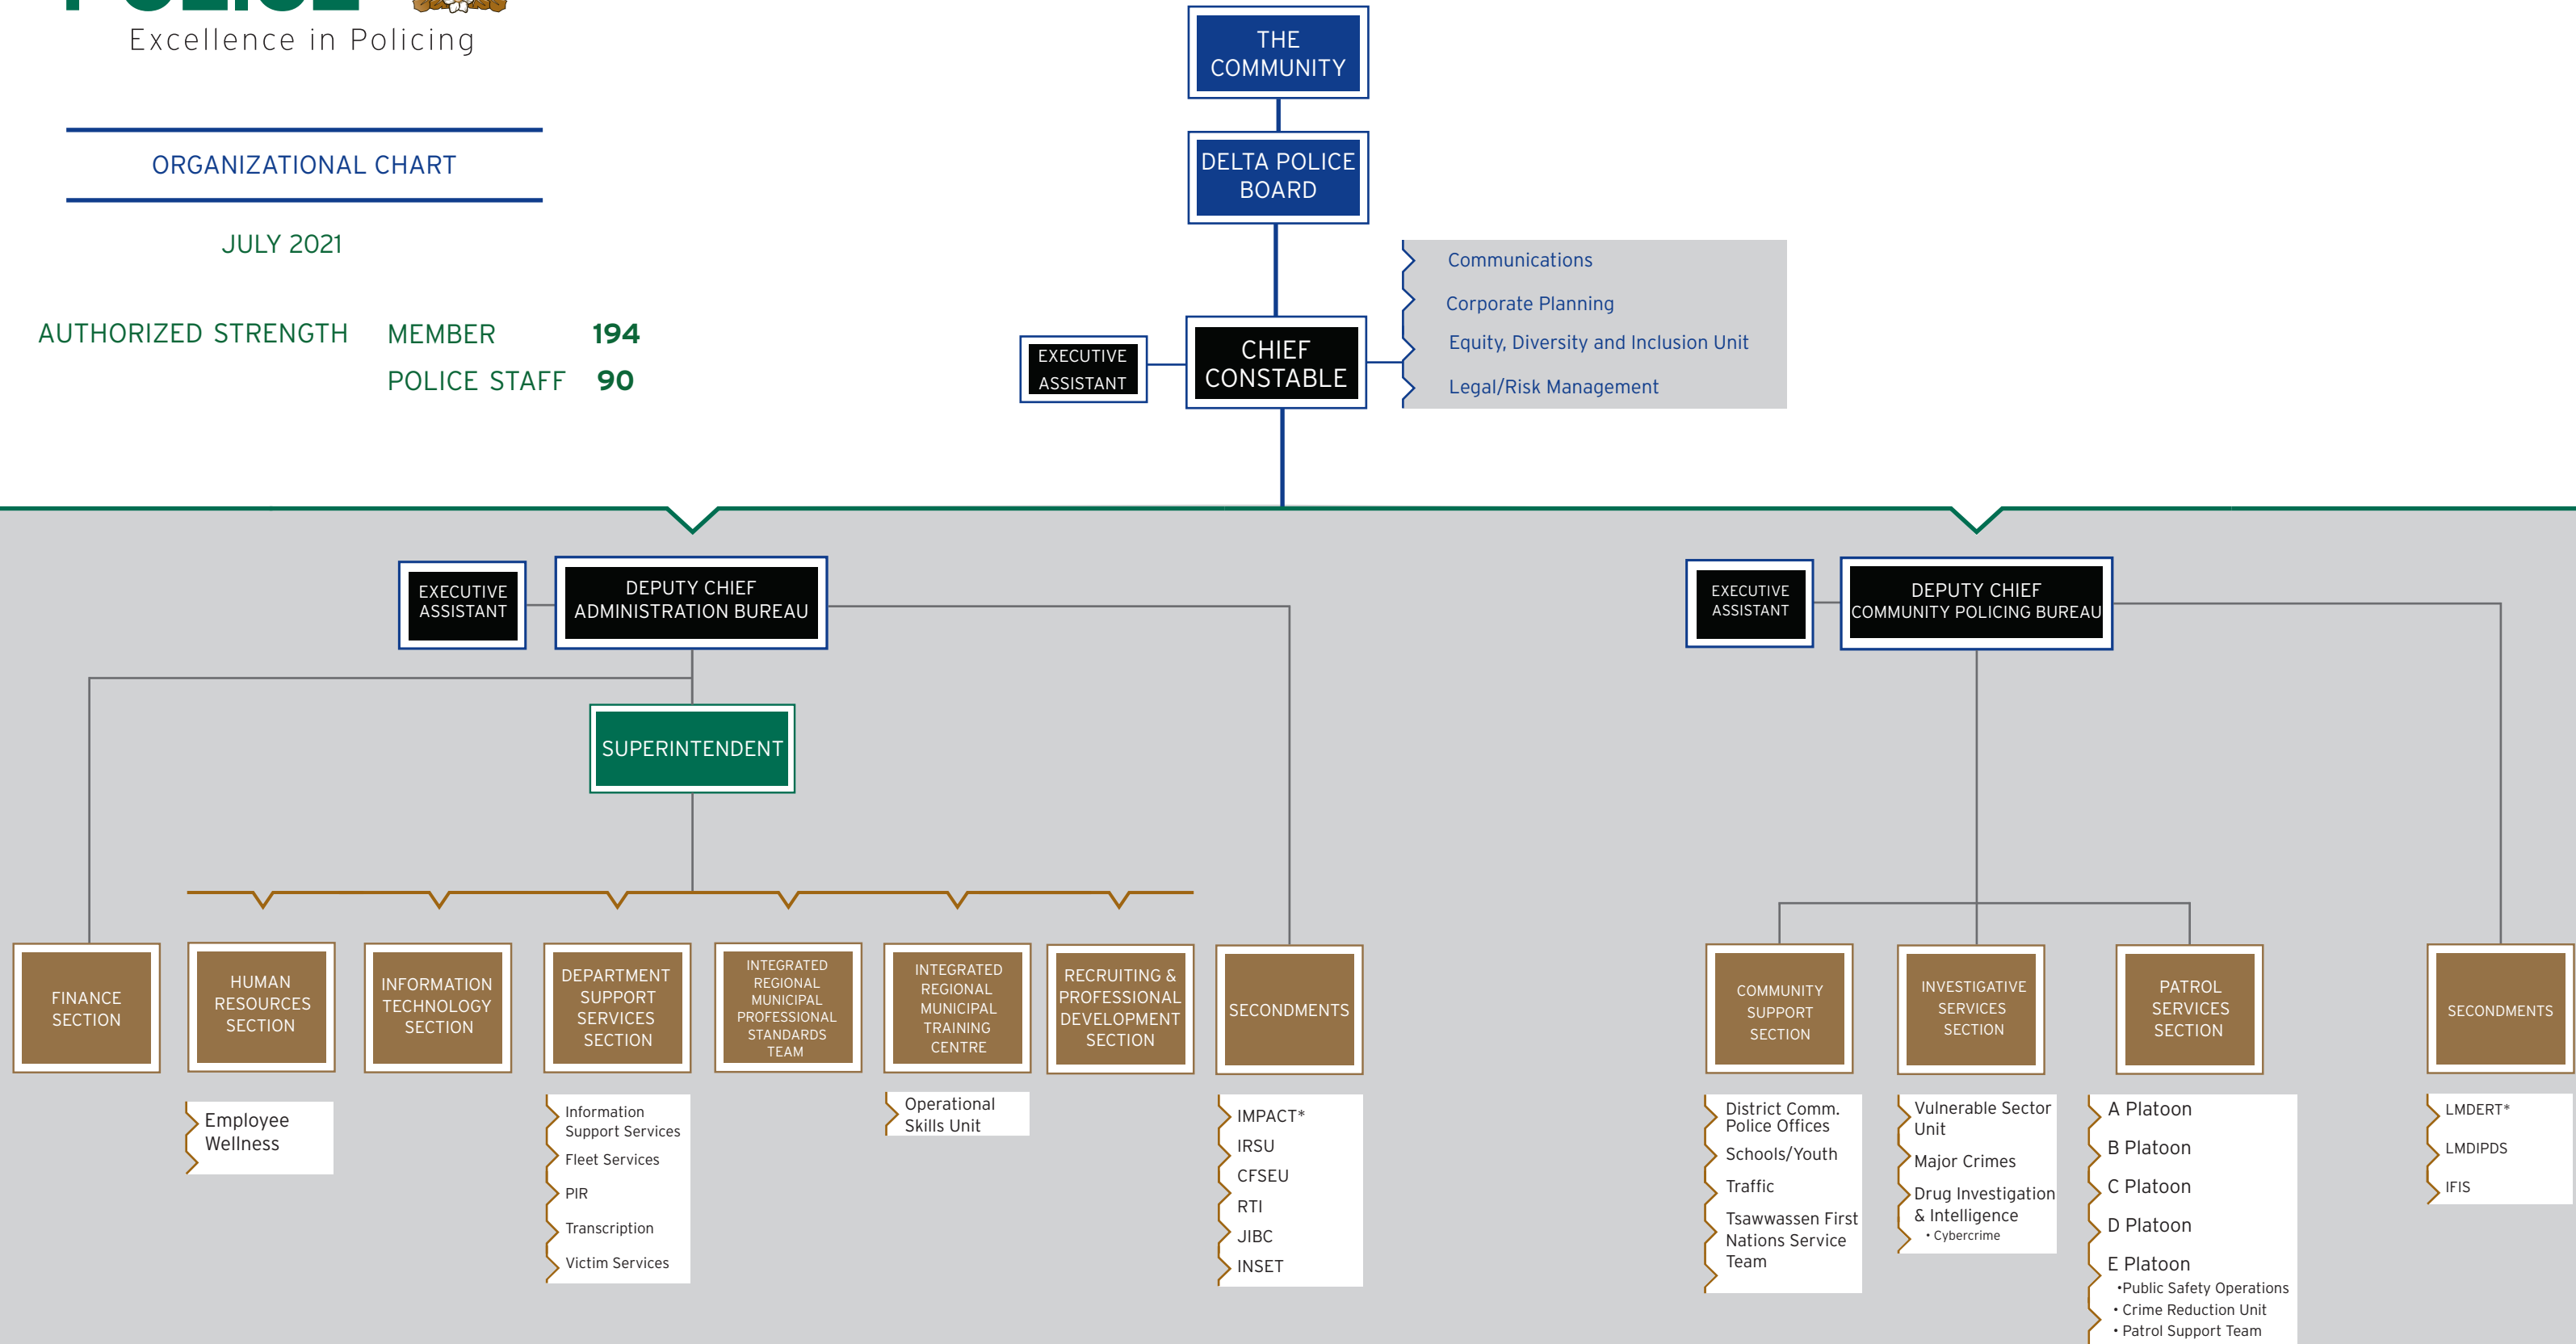 POLICE
Excellence in Policing
ORGANIZATIONAL CHART
JULY 2021
AUTHORIZED STRENGTH MEMBER 194
POLICE STAFF 90
THE
COMMUNITY
DELTA POLICE
BOARD
EXECUTIVE
ASSISTANT
CHIEF
CONSTABLE
Communications
Corporate Planning
Equity, Diversity and Inclusion Unit
Legal/Risk Management
EXECUTIVE
ASSISTANT
DEPUTY CHIEF
ADMINISTRATION BUREAU
EXECUTIVE
ASSISTANT
DEPUTY CHIEF
COMMUNITY POLICING BUREAU
SUPERINTENDENT
FINANCE
SECTION
HUMAN
RESOURCES
SECTION
Employee
Wellness
INFORMATION
TECHNOLOGY
SECTION
DEPARTMENT
SUPPORT
SERVICES
SECTION
Information
Support Services
Fleet Services
PIR
Transcription
Victim Services
INTEGRATED
REGIONAL
MUNICIPAL
PROFESSIONAL
STANDARDS
TEAM
INTEGRATED
REGIONAL
MUNICIPAL
TRAINING
CENTRE
Operational
Skills Unit
RECRUITING &
PROFESSIONAL
DEVELOPMENT
SECTION
SECONDMENTS
IMPACT*
IRSU
CFSEU
RTI
JIBC
INSET
COMMUNITY
SUPPORT
SECTION
District Comm.
Police Offices
Schools/Youth
Traffic
Tsawwassen First
Nations Service
Team
INVESTIGATIVE
SERVICES
SECTION
Vulnerable Sector
Unit
Major Crimes
Drug Investigation
& Intelligence
• Cybercrime
PATROL
SERVICES
SECTION
A Platoon
B Platoon
C Platoon
D Platoon
E Platoon
•Public Safety Operations
• Crime Reduction Unit
• Patrol Support Team
SECONDMENTS
LMDERT*
LMDIPDS
IFIS